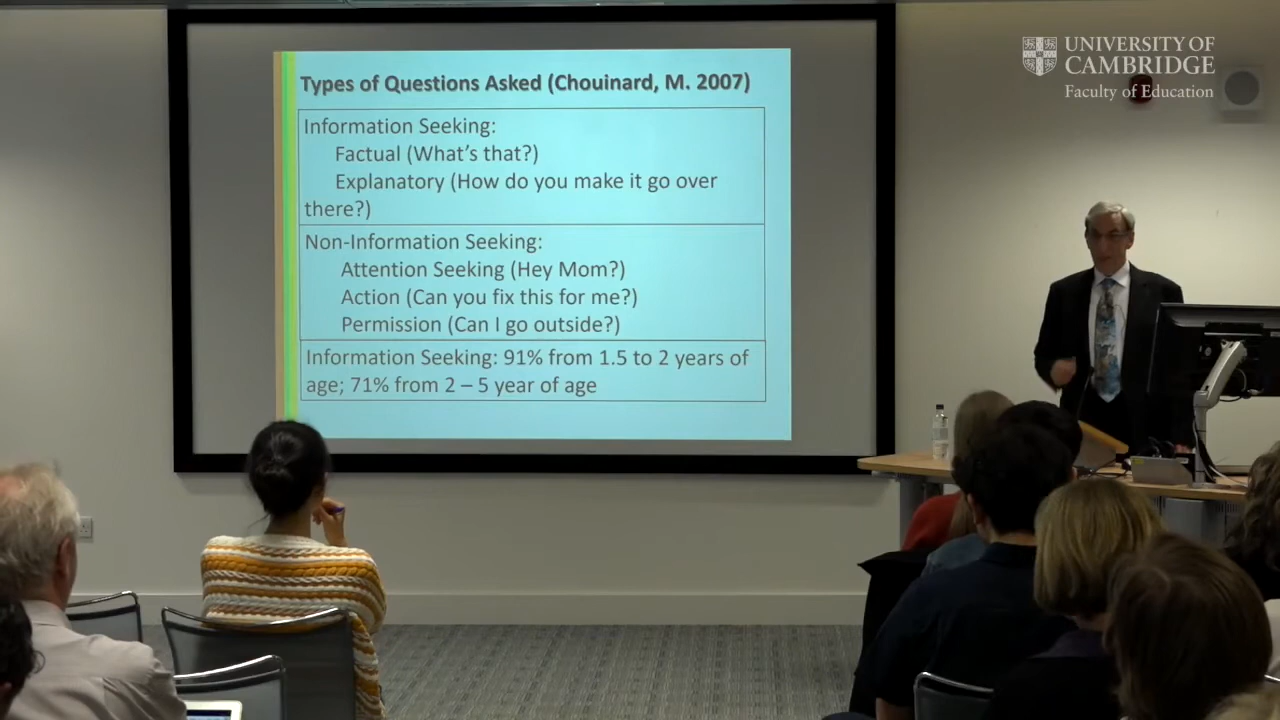 UNIVERSITY OF
CAMBRIDGE
Faculty of Education
Types of Questions Asked (Chouinard, M. 2007)
Information Seeking:
Factual (What's that?)
Explanatory (How do you make it go over
there?)
Non-Information Seeking:
Attention Seeking (Hey Mom?)
Action (Can you fix this for me?)
Permission (Can I go outside?)
Information Seeking: 91% from 1.5 to 2 years of
age; 71% from 2 – 5 year of age